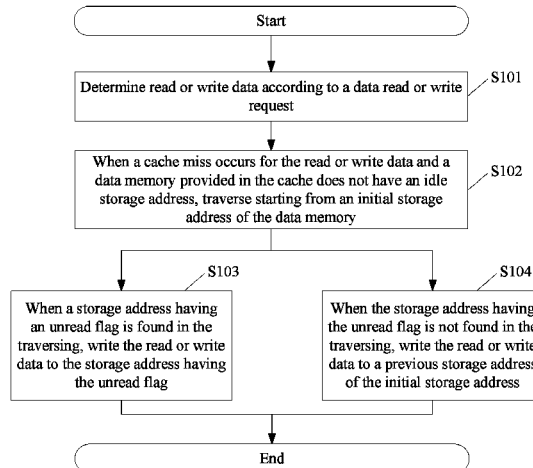 Start
S101
Determine read or write data according to a data read or write
request
S102
When a cache miss occurs for the read or write data and a
data memory provided in the cache does not have an idle
storage address, traverse starting from an initial storage
address of the data memory
S103
When a storage address having
an unread flag is found in the
traversing, write the read or write
data to the storage address having
the unread flag
S104
When the storage address having
the unread flag is not found in the
traversing, write the read or write
data to a previous storage address
of the initial storage address
End